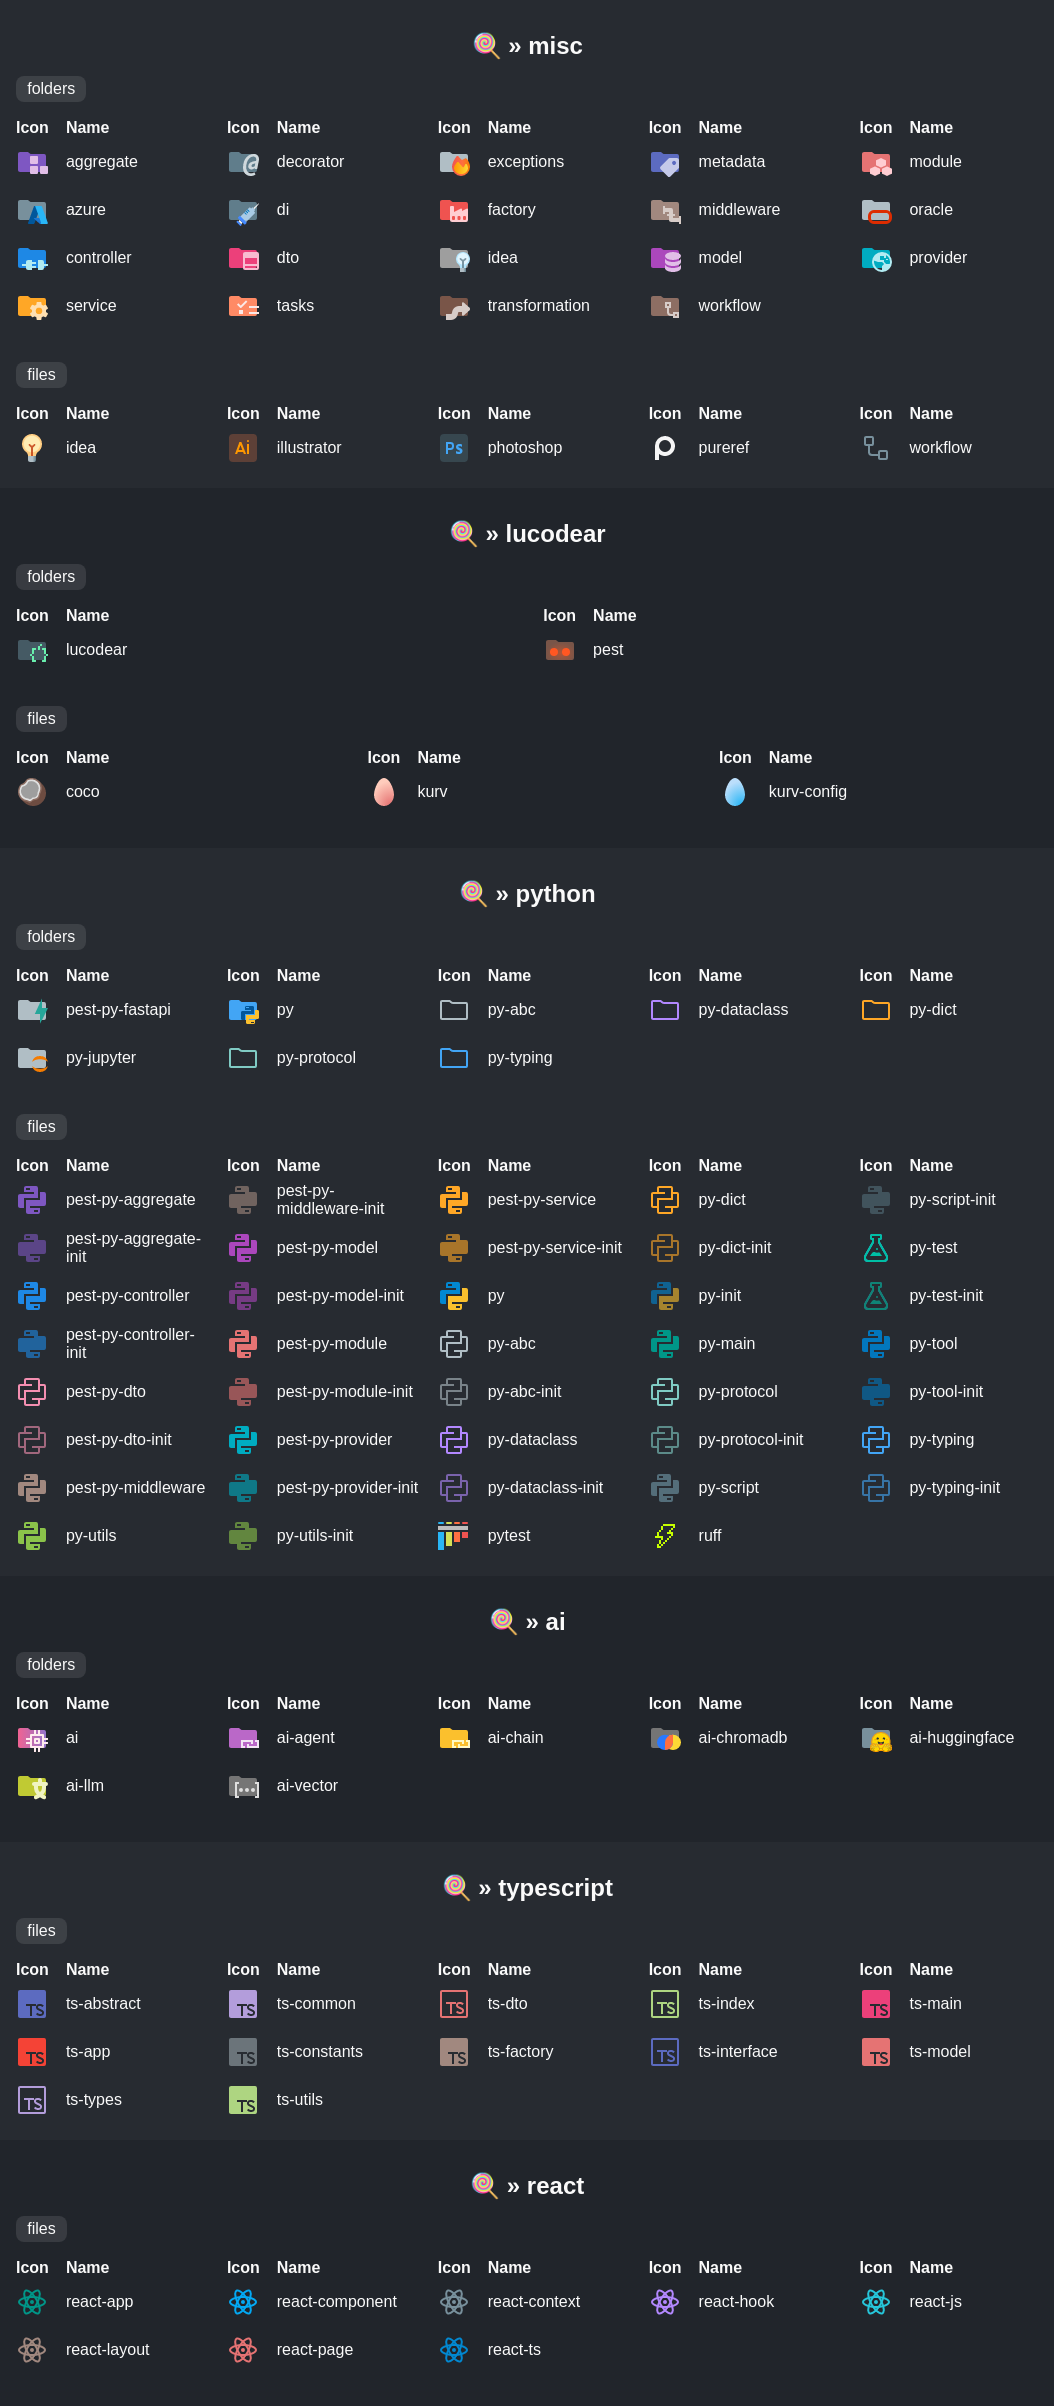 » misc
folders
Icon Name Icon Name Icon Name Icon Name Icon Name
aggregate decorator exceptions metadata module
azure di factory middleware oracle
controller dto idea model provider
service tasks transformation workflow
files
Icon Name Icon Name Icon Name Icon Name Icon Name
idea Ai illustrator Ps photoshop pureref workflow
» lucodear
folders
Icon Name Icon Name
lucodear pest
files
Icon Name Icon Name Icon Name
coco kurv kurv-config
» python
folders
Icon Name Icon Name Icon Name Icon Name Icon Name
pest-py-fastapi py py-abc py-dataclass py-dict
py-jupyter py-protocol py-typing
files
Icon Name Icon Name Icon Name Icon Name Icon Name
pest-py-aggregate pest-py-middleware-init pest-py-service py-dict py-script-init
pest-py-aggregate-init pest-py-model pest-py-service-init py-dict-init py-test
pest-py-controller pest-py-model-init py py-init py-test-init
pest-py-controller-init pest-py-module py-abc py-main py-tool
pest-py-dto pest-py-module-init py-abc-init py-protocol py-tool-init
pest-py-dto-init pest-py-provider py-dataclass py-protocol-init py-typing
pest-py-middleware pest-py-provider-init py-dataclass-init py-script py-typing-init
py-utils py-utils-init pytest ruff
» ai
folders
Icon Name Icon Name Icon Name Icon Name Icon Name
ai ai-agent ai-chain ai-chromadb ai-huggingface
ai-llm ai-vector
» typescript
files
Icon Name Icon Name Icon Name Icon Name Icon Name
TS ts-abstract TS ts-common TS ts-dto TS ts-index TS ts-main
TS ts-app TS ts-constants TS ts-factory TS ts-interface TS ts-model
TS ts-types TS ts-utils
» react
files
Icon Name Icon Name Icon Name Icon Name Icon Name
react-app react-component react-context react-hook react-js
react-layout react-page react-ts